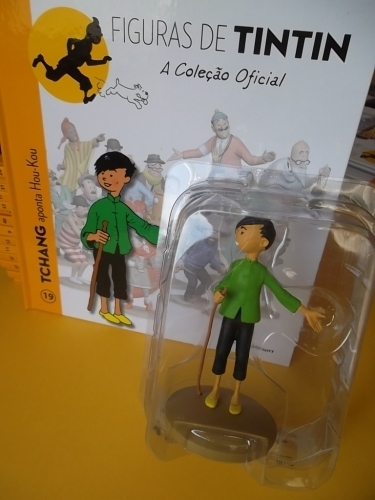 FIGURAS DE TINTIN
A Coleção Oficial
TCHANG aponta Hou-Kou
19